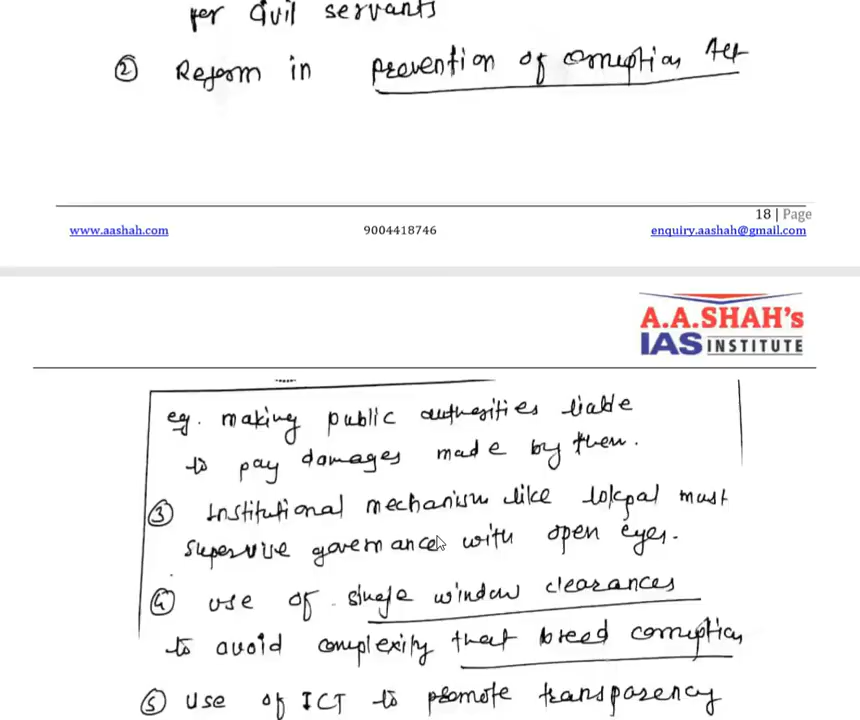 per Civil servants
② Reform in prevention of corruption Act
18 | Page
www.aashah.com 9004418746 enquiry.aashah@gmail.com
A.A.SHAH's
IAS INSTITUTE
eg. making public authorities liable
to pay damages made by them.
③ Institutional mechanism like lokpal must
supervise governance with open eyes.
④ use of single window clearances
to avoid complexity that breed corruption
⑤ Use of ICT to promote transparency